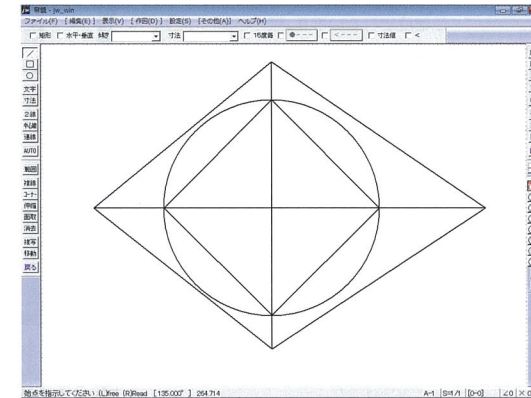 無題 - jw_win
ファイル(F) [編集(E)] 表示(V) [作図(D)] 設定(S) [その他(A)] ヘルプ(H)
矩形 水平・垂直 傾き 寸法 15度毎 ●--- <--- 寸法値 <
／
□
○
文字
寸法
2線
中心線
連線
AUTO
範囲
複線
コーナー
伸縮
面取
消去
複写
移動
戻る
始点を指示してください (L)free (R)Read [135.000°] 264.714
A-1 S=1/1 [0-0] ∠0 ×